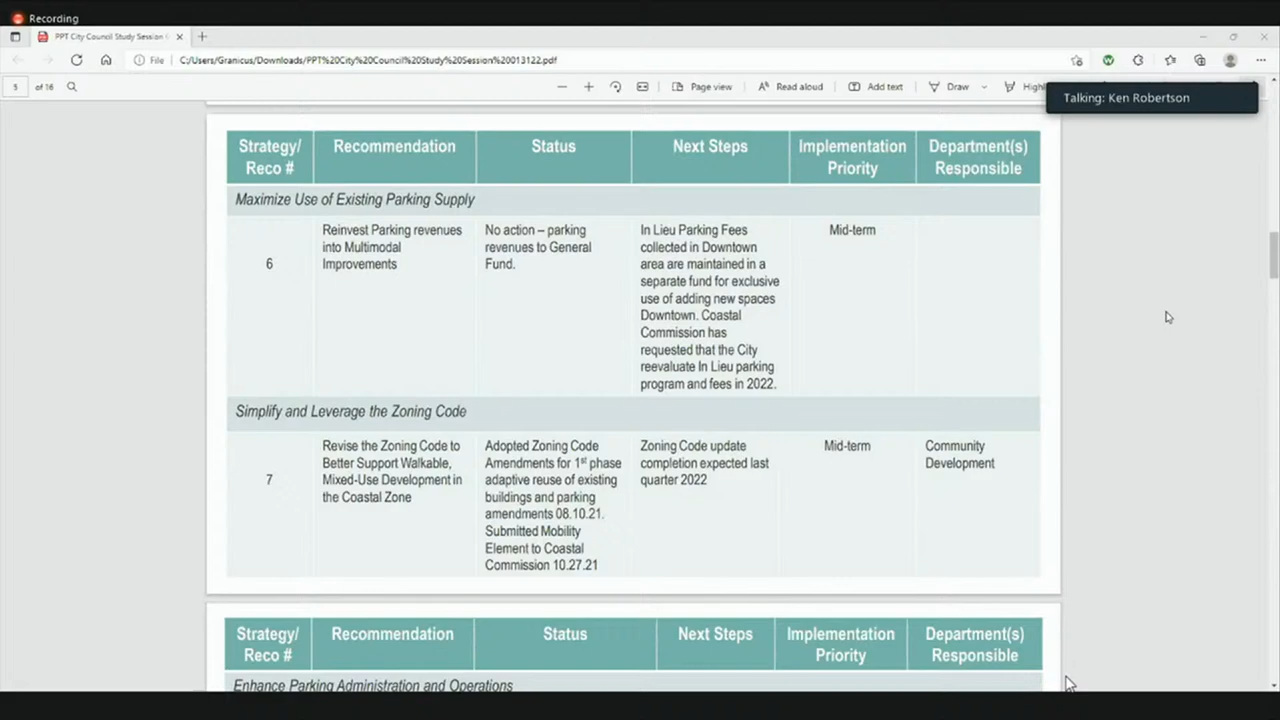 Recording
PPT City Council Study Session
File
C:/Users/Granicus/Downloads/PPT%20City%20Council%20Study%20Session%20013122.pdf
5 of 16
Page view
Read aloud
Add text
Draw
Highl
Talking: Ken Robertson
Strategy/
Reco #
Recommendation
Status
Next Steps
Implementation
Priority
Department(s)
Responsible
Maximize Use of Existing Parking Supply
6
Reinvest Parking revenues
into Multimodal
Improvements
No action – parking
revenues to General
Fund.
In Lieu Parking Fees
collected in Downtown
area are maintained in a
separate fund for exclusive
use of adding new spaces
Downtown. Coastal
Commission has
requested that the City
reevaluate In Lieu parking
program and fees in 2022.
Mid-term
Simplify and Leverage the Zoning Code
7
Revise the Zoning Code to
Better Support Walkable,
Mixed-Use Development in
the Coastal Zone
Adopted Zoning Code
Amendments for 1st phase
adaptive reuse of existing
buildings and parking
amendments 08.10.21.
Submitted Mobility
Element to Coastal
Commission 10.27.21
Zoning Code update
completion expected last
quarter 2022
Mid-term
Community
Development
Strategy/
Reco #
Recommendation
Status
Next Steps
Implementation
Priority
Department(s)
Responsible
Enhance Parking Administration and Operations